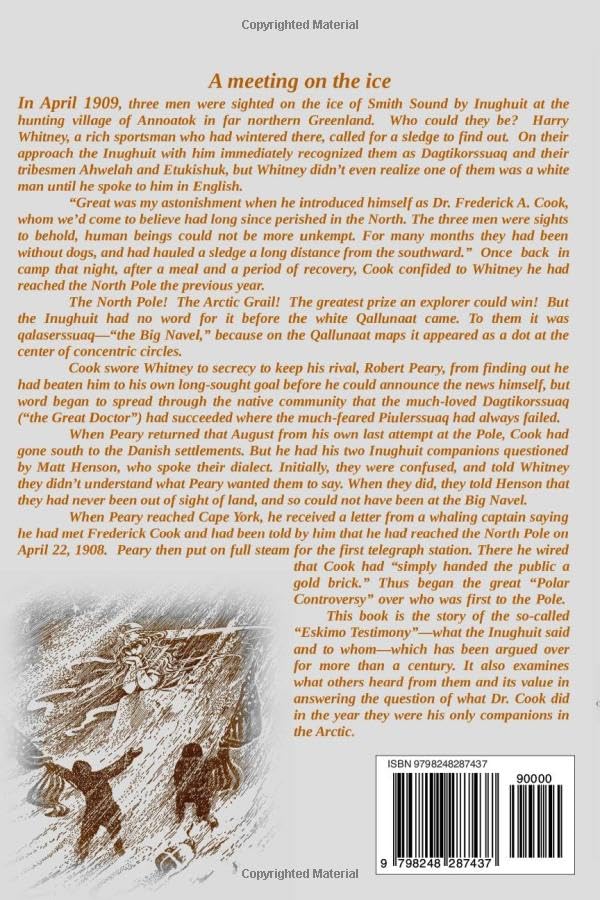 Copyrighted Material
A meeting on the ice
In April 1909, three men were sighted on the ice of Smith Sound by Inughuit at the
hunting village of Annoatok in far northern Greenland. Who could they be? Harry
Whitney, a rich sportsman who had wintered there, called for a sledge to find out. On their
approach the Inughuit with him immediately recognized them as Dagtikorssuaq and their
tribesmen Ahwelah and Etukishuk, but Whitney didn't even realize one of them was a white
man until he spoke to him in English.
"Great was my astonishment when he introduced himself as Dr. Frederick A. Cook,
whom we'd come to believe had long since perished in the North. The three men were sights
to behold, human beings could not be more unkempt. For many months they had been
without dogs, and had hauled a sledge a long distance from the southward." Once back in
camp that night, after a meal and a period of recovery, Cook confided to Whitney he had
reached the North Pole the previous year.
The North Pole! The Arctic Grail! The greatest prize an explorer could win! But
the Inughuit had no word for it before the white Qallunaat came. To them it was
qalaserssuaq—"the Big Navel," because on the Qallunaat maps it appeared as a dot at the
center of concentric circles.
Cook swore Whitney to secrecy to keep his rival, Robert Peary, from finding out he
had beaten him to his own long-sought goal before he could announce the news himself, but
word began to spread through the native community that the much-loved Dagtikorssuaq
("the Great Doctor") had succeeded where the much-feared Piulerssuaq had always failed.
When Peary returned that August from his own last attempt at the Pole, Cook had
gone south to the Danish settlements. But he had his two Inughuit companions questioned
by Matt Henson, who spoke their dialect. Initially, they were confused, and told Whitney
they didn't understand what Peary wanted them to say. When they did, they told Henson that
they had never been out of sight of land, and so could not have been at the Big Navel.
When Peary reached Cape York, he received a letter from a whaling captain saying
he had met Frederick Cook and had been told by him that he had reached the North Pole on
April 22, 1908. Peary then put on full steam for the first telegraph station. There he wired
that Cook had "simply handed the public a
gold brick." Thus began the great "Polar
Controversy" over who was first to the Pole.
This book is the story of the so-called
"Eskimo Testimony"—what the Inughuit said
and to whom—which has been argued over
for more than a century. It also examines
what others heard from them and its value in
answering the question of what Dr. Cook did
in the year they were his only companions in
the Arctic.
ISBN 9798248287437
90000
9 798248 287437
Copyrighted Material